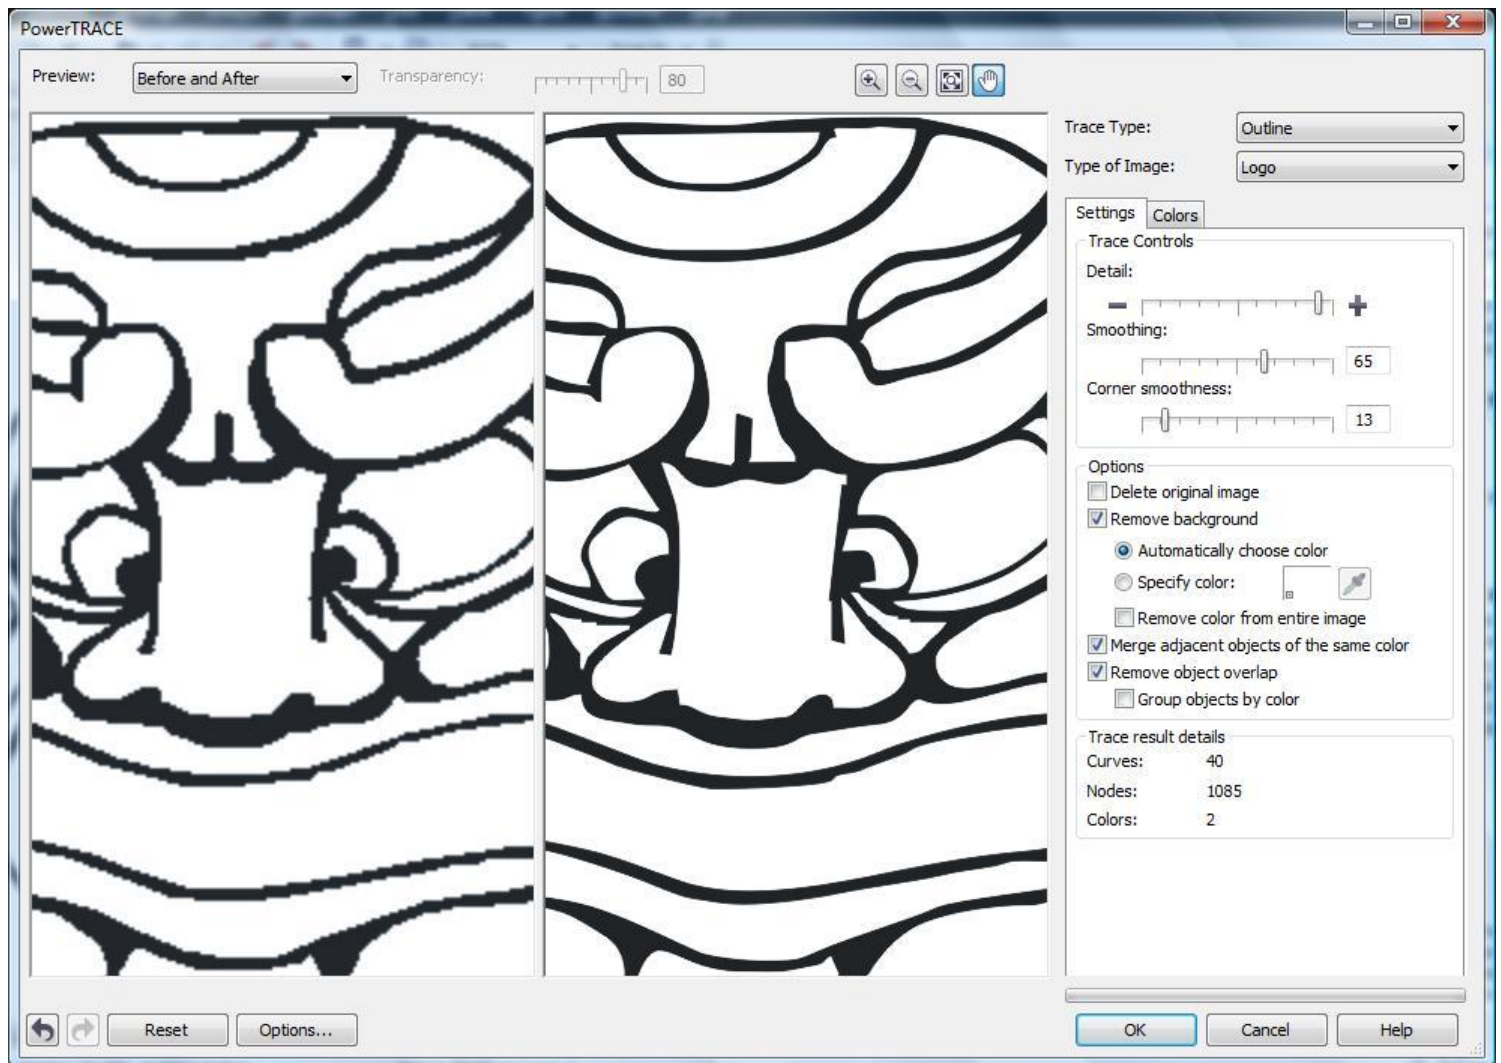 PowerTRACE
Preview: Before and After Transparency: 80
Trace Type: Outline
Type of Image: Logo
Settings Colors
Trace Controls
Detail:
Smoothing:
65
Corner smoothness:
13
Options
Delete original image
Remove background
Automatically choose color
Specify color:
Remove color from entire image
Merge adjacent objects of the same color
Remove object overlap
Group objects by color
Trace result details
Curves: 40
Nodes: 1085
Colors: 2
Reset Options... OK Cancel Help